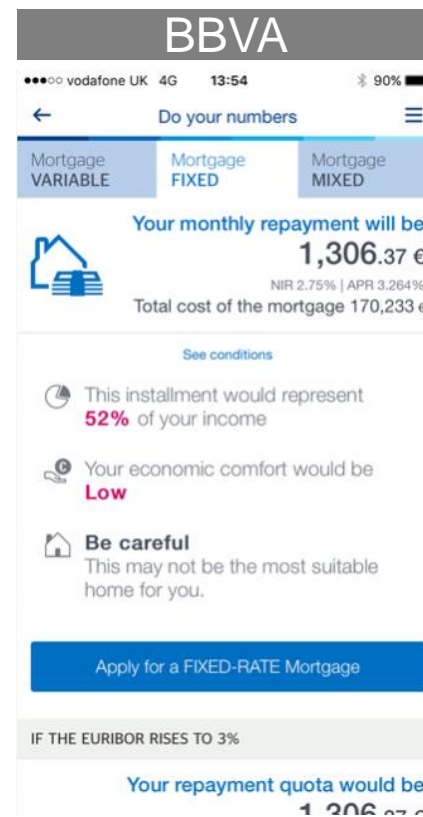 BBVA
vodafone UK 4G 13:54 90%
Do your numbers
Mortgage VARIABLE
Mortgage FIXED
Mortgage MIXED
Your monthly repayment will be
1,306.37 €
NIR 2.75% | APR 3.264%
Total cost of the mortgage 170,233 €
See conditions
This installment would represent
52% of your income
Your economic comfort would be
Low
Be careful
This may not be the most suitable
home for you.
Apply for a FIXED-RATE Mortgage
IF THE EURIBOR RISES TO 3%
Your repayment quota would be
1,306.37 €